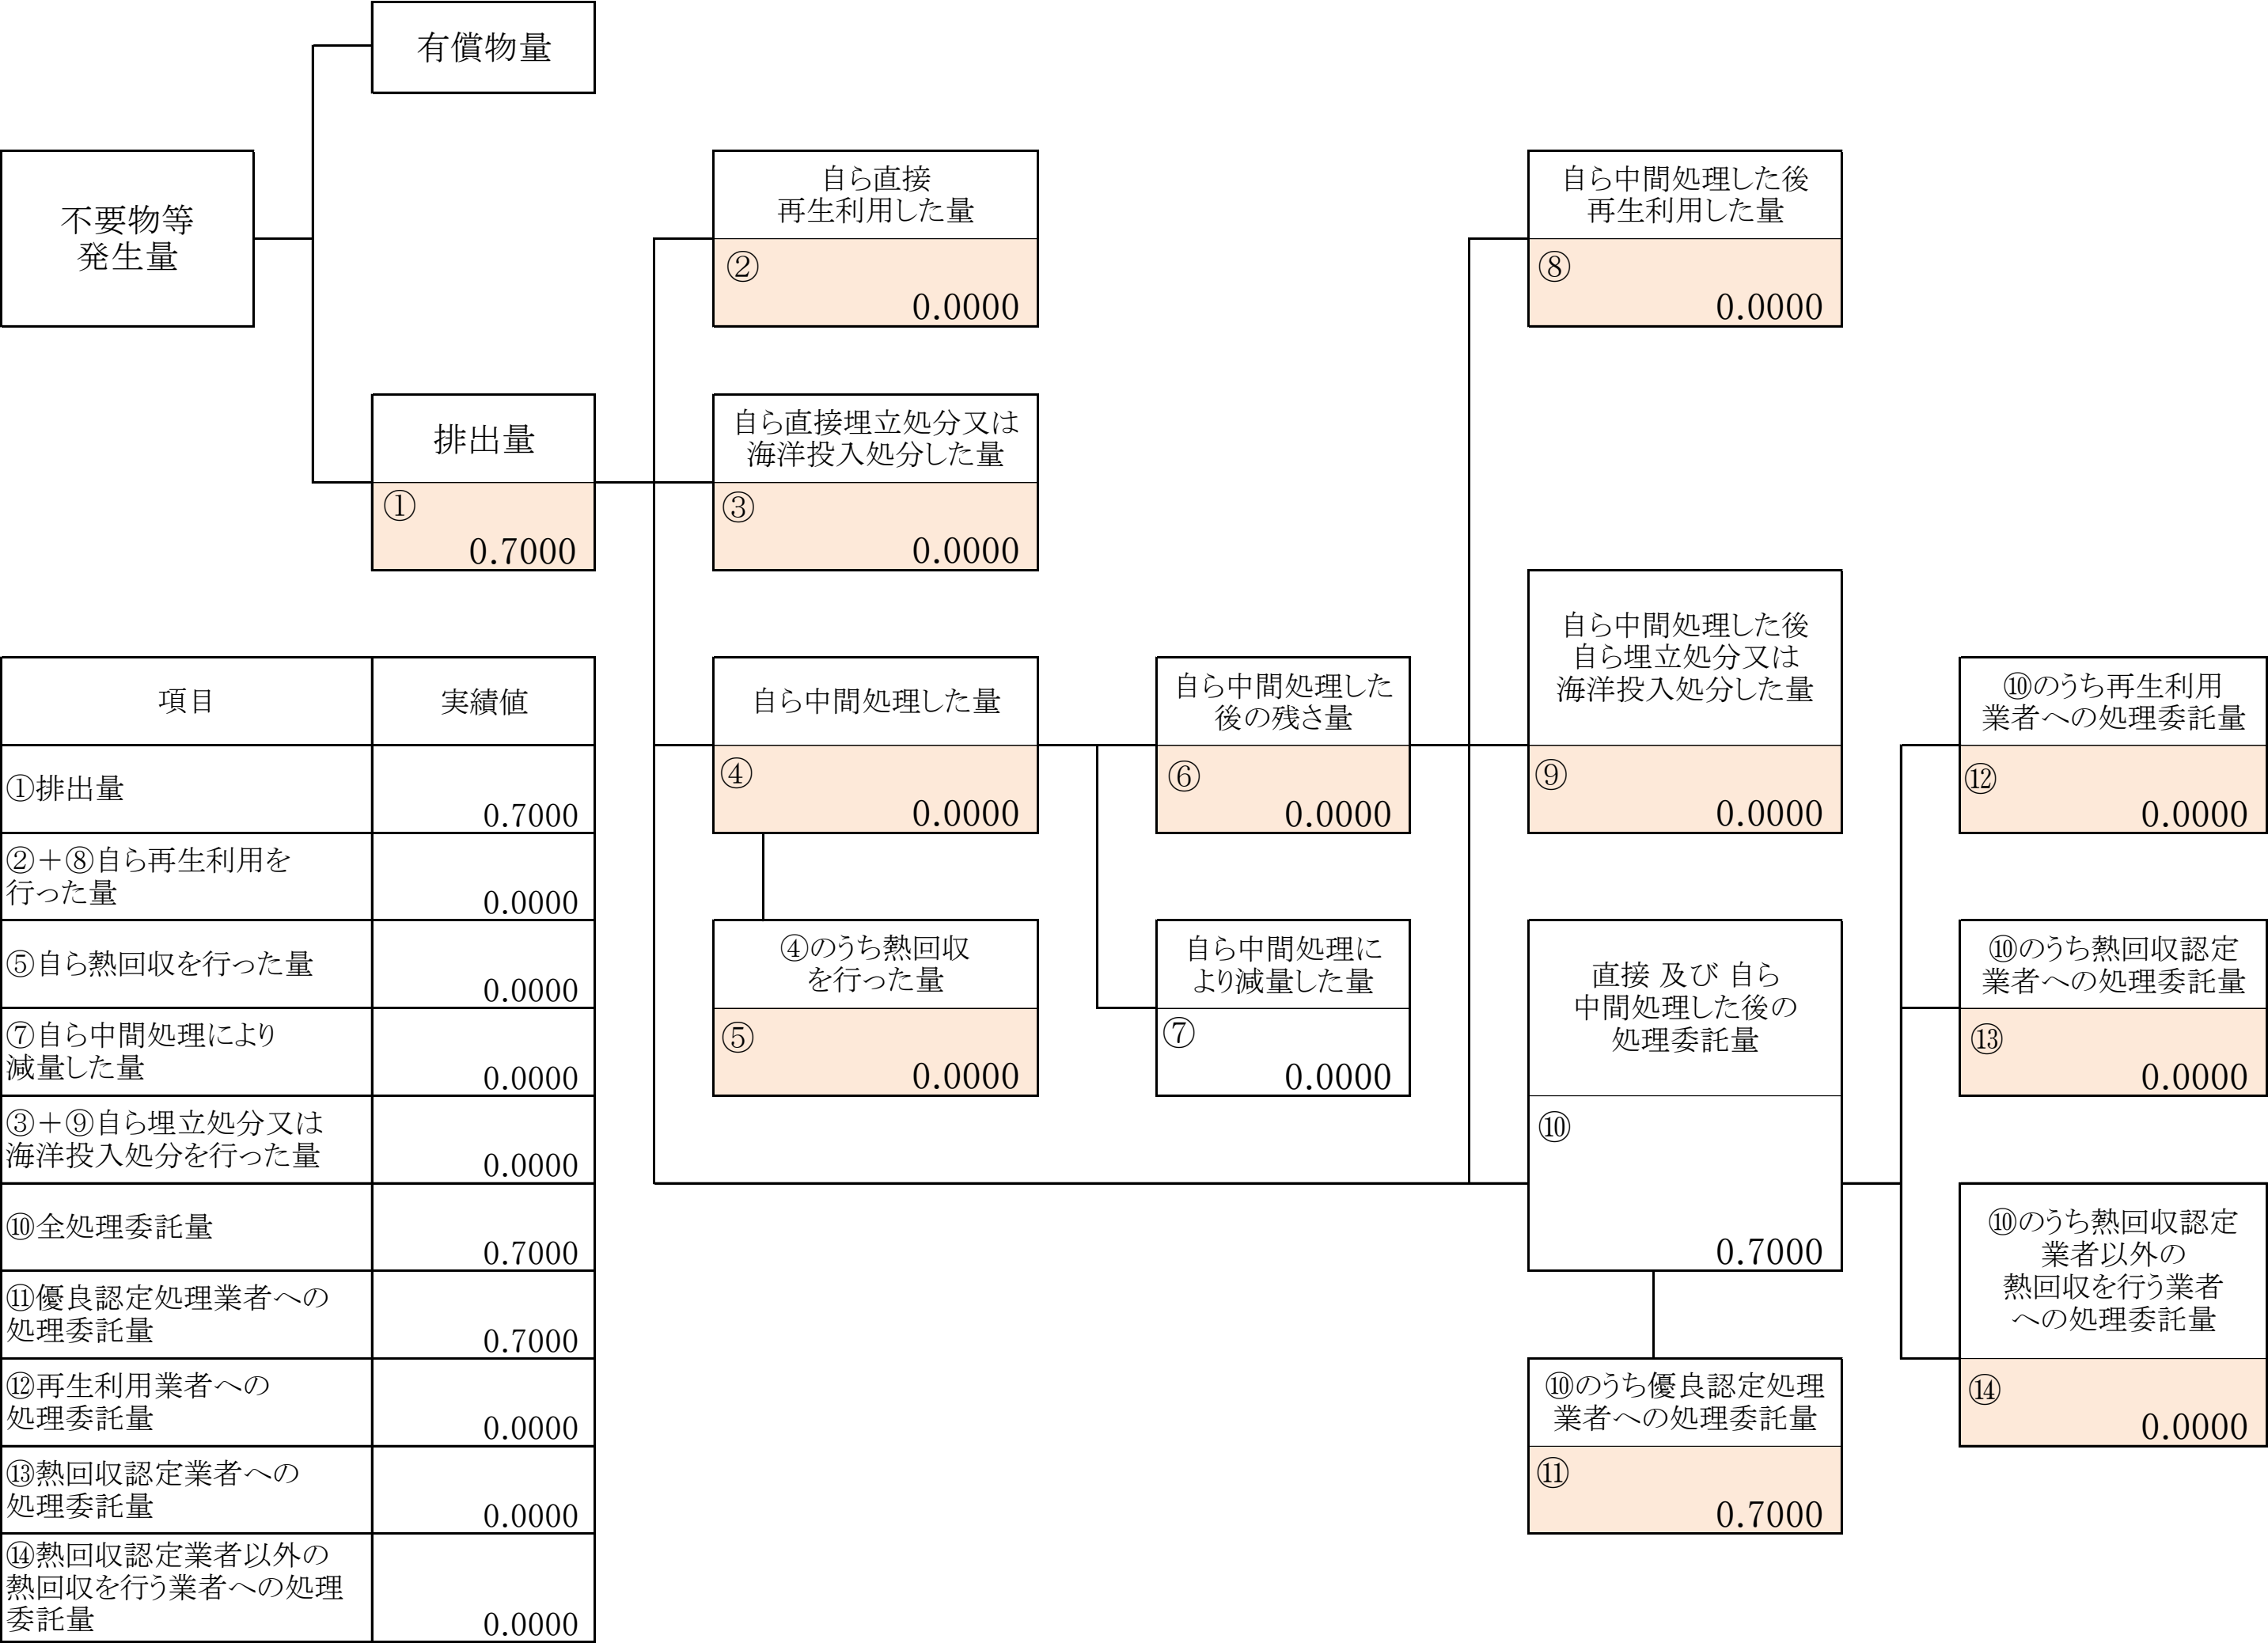 有償物量
不要物等
発生量
自ら直接
再生利用した量
②
0.0000
自ら中間処理した後
再生利用した量
⑧
0.0000
排出量
①
0.7000
自ら直接埋立処分又は
海洋投入処分した量
③
0.0000
自ら中間処理した量
④
0.0000
自ら中間処理した
後の残さ量
⑥
0.0000
自ら中間処理した後
自ら埋立処分又は
海洋投入処分した量
⑨
0.0000
⑩のうち再生利用
業者への処理委託量
⑫
0.0000
④のうち熱回収
を行った量
⑤
0.0000
自ら中間処理に
より減量した量
⑦
0.0000
直接 及び 自ら
中間処理した後の
処理委託量
⑩
0.7000
⑩のうち熱回収認定
業者への処理委託量
⑬
0.0000
⑩のうち熱回収認定
業者以外の
熱回収を行う業者
への処理委託量
⑭
0.0000
⑩のうち優良認定処理
業者への処理委託量
⑪
0.7000
項目
実績値
①排出量
0.7000
②+⑧自ら再生利用を
行った量
0.0000
⑤自ら熱回収を行った量
0.0000
⑦自ら中間処理により
減量した量
0.0000
③+⑨自ら埋立処分又は
海洋投入処分を行った量
0.0000
⑩全処理委託量
0.7000
⑪優良認定処理業者への
処理委託量
0.7000
⑫再生利用業者への
処理委託量
0.0000
⑬熱回収認定業者への
処理委託量
0.0000
⑭熱回収認定業者以外の
熱回収を行う業者への処理
委託量
0.0000